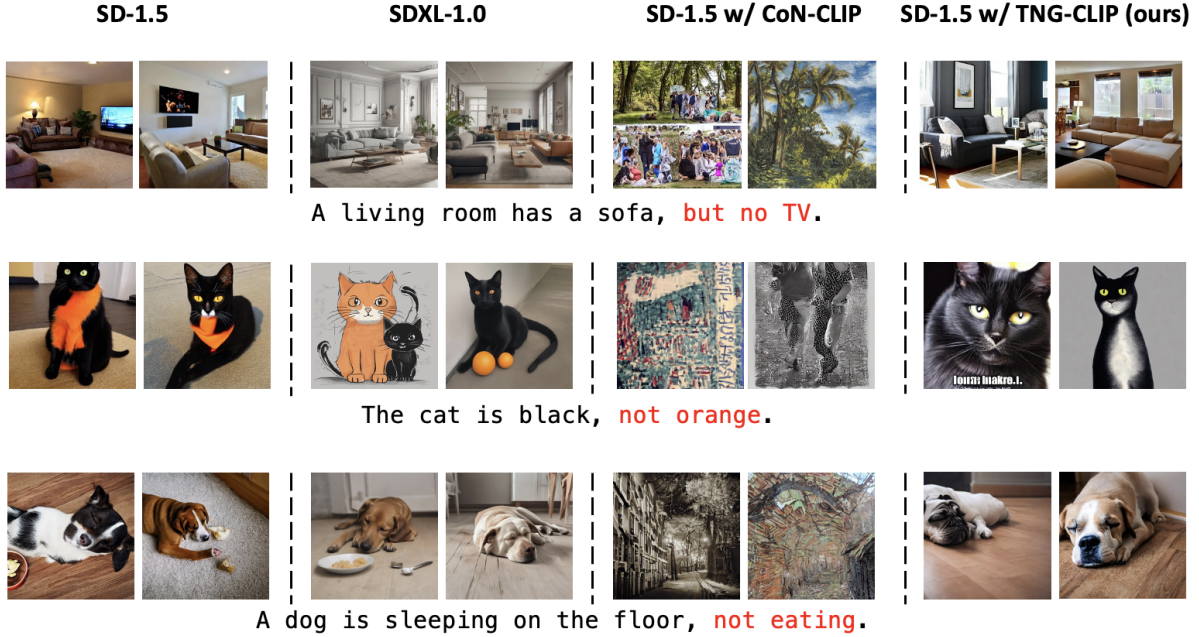 SD-1.5
SDXL-1.0
SD-1.5 w/ CoN-CLIP
SD-1.5 w/ TNG-CLIP (ours)
A living room has a sofa, but no TV.
The cat is black, not orange.
A dog is sleeping on the floor, not eating.